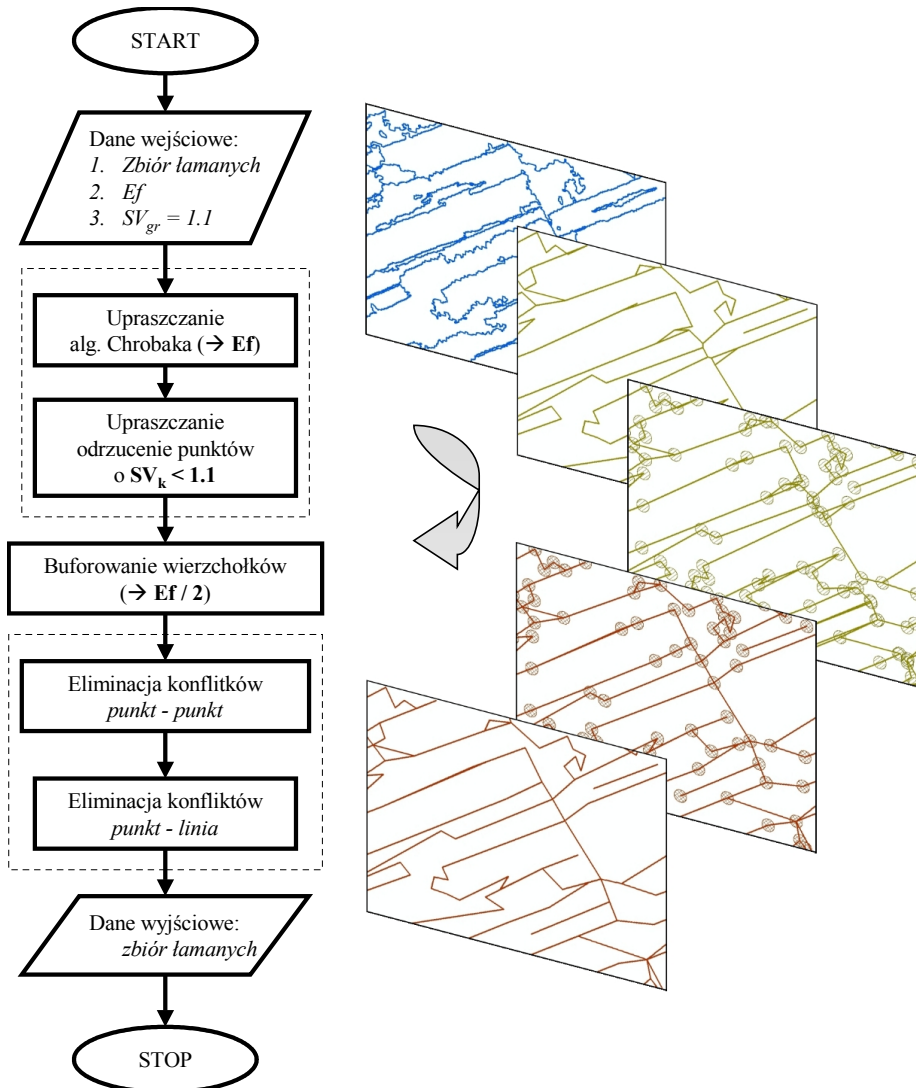 START
Dane wejściowe:
1. Zbiór łamanych
2. Ef
3. SVgr = 1.1
Upraszczanie
alg. Chrobaka (→ Ef)
Upraszczanie
odrzucenie punktów
o SVk < 1.1
Buforowanie wierzchołków
(→ Ef / 2)
Eliminacja konflitków
punkt - punkt
Eliminacja konfliktów
punkt - linia
Dane wyjściowe:
zbiór łamanych
STOP